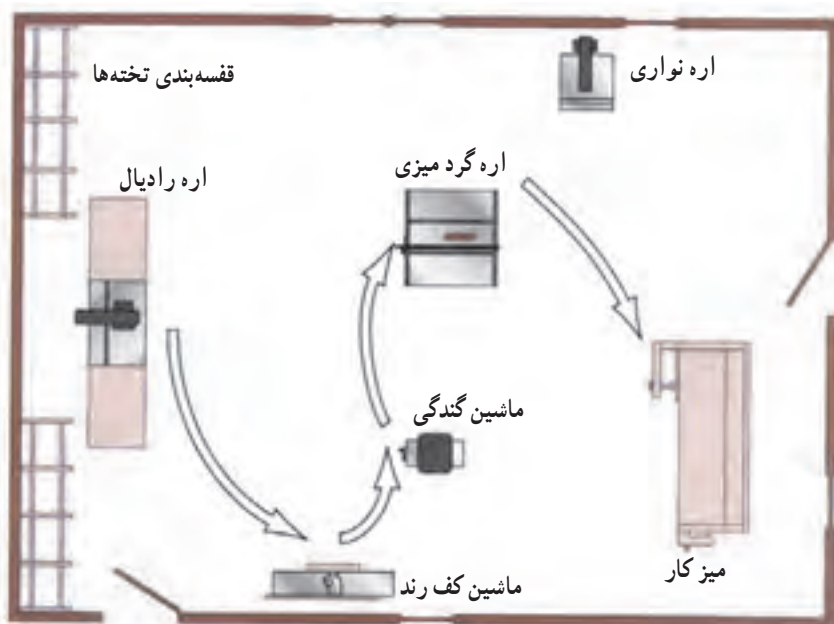 قفسه‌بندی تخته‌ها
اره نواری
اره رادیال
اره گرد میزی
ماشین گندگی
ماشین کف رند
میز کار